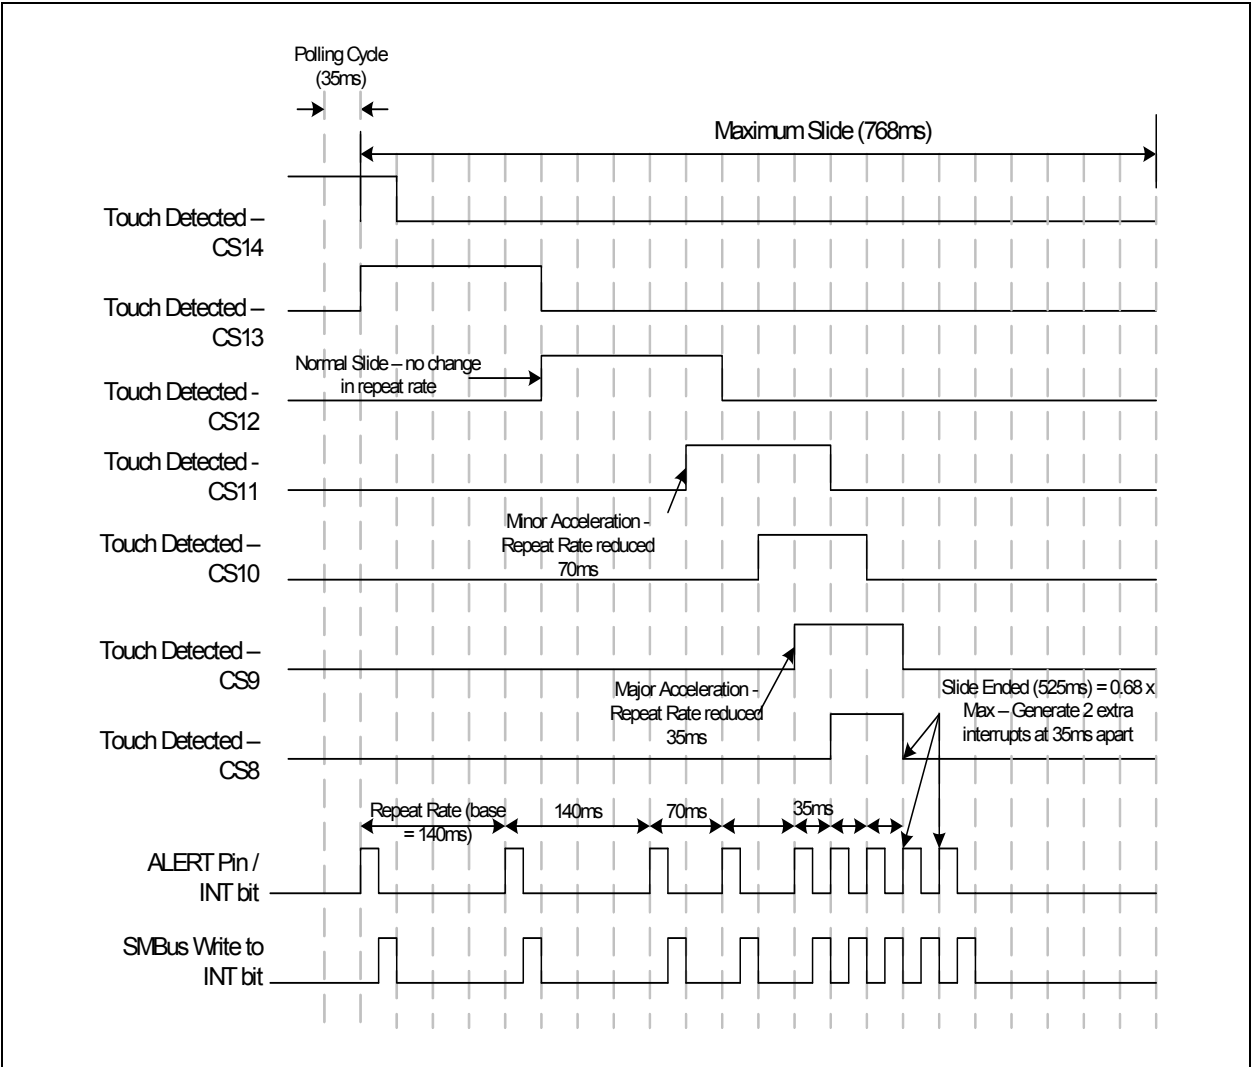 Polling Cycle
(35ms)
Maximum Slide (768ms)
Touch Detected –
CS14
Touch Detected –
CS13
Normal Slide – no change
in repeat rate
Touch Detected -
CS12
Touch Detected -
CS11
Minor Acceleration -
Repeat Rate reduced
70ms
Touch Detected –
CS10
Touch Detected –
CS9
Major Acceleration -
Repeat Rate reduced
35ms
Slide Ended (525ms) = 0.68 x
Max – Generate 2 extra
interrupts at 35ms apart
Touch Detected –
CS8
Repeat Rate (base
= 140ms)
140ms
70ms
35ms
ALERT Pin /
INT bit
SMBus Write to
INT bit